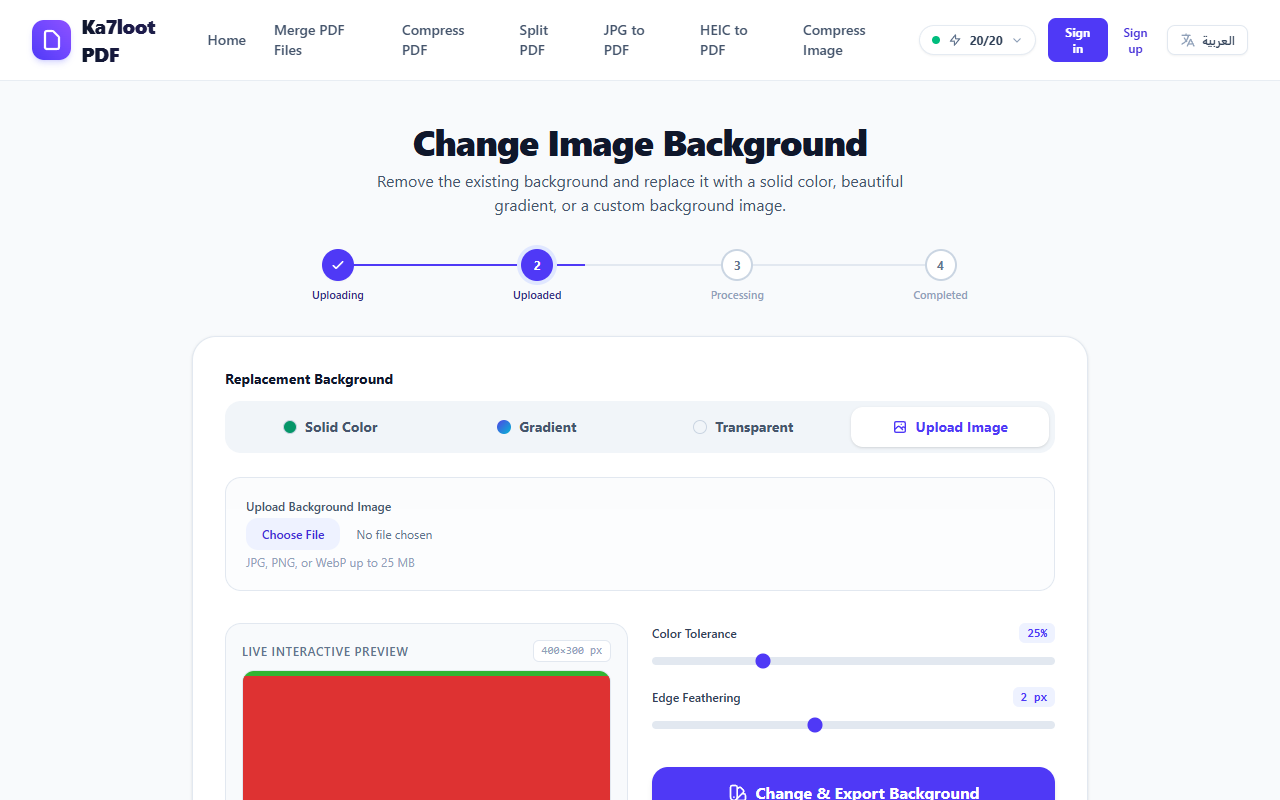 Ka7loot PDF
Home
Merge PDF Files
Compress PDF
Split PDF
JPG to PDF
HEIC to PDF
Compress Image
20/20
Sign in
Sign up
العربية
Change Image Background
Remove the existing background and replace it with a solid color, beautiful
gradient, or a custom background image.
2
3
4
Uploading
Uploaded
Processing
Completed
Replacement Background
Solid Color
Gradient
Transparent
Upload Image
Upload Background Image
Choose File
No file chosen
JPG, PNG, or WebP up to 25 MB
LIVE INTERACTIVE PREVIEW
400×300 px
Color Tolerance
25%
Edge Feathering
2 px
Change & Export Background